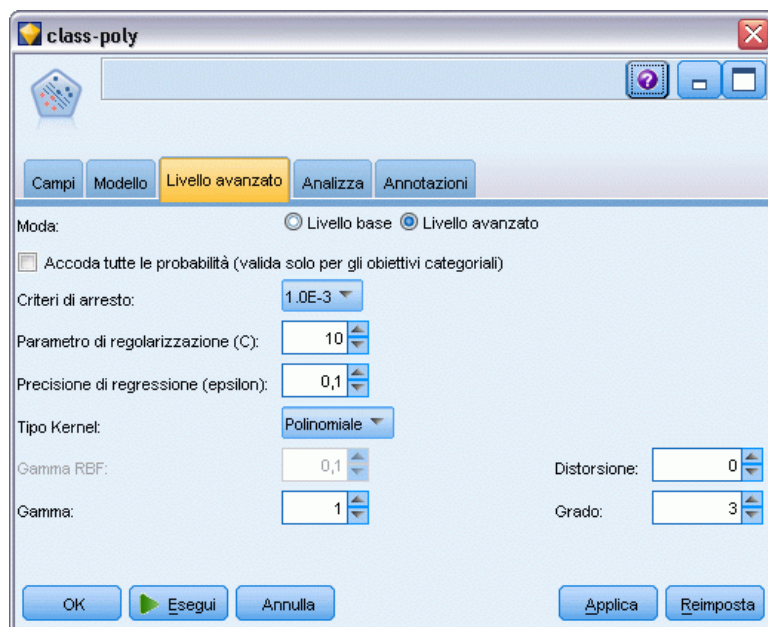 class-poly
Campi Modello Livello avanzato Analizza Annotazioni
Moda: Livello base Livello avanzato
Accoda tutte le probabilità (valida solo per gli obiettivi categoriali)
Criteri di arresto: 1.0E-3
Parametro di regolarizzazione (C): 10
Precisione di regressione (epsilon): 0,1
Tipo Kernel: Polinomiale
Gamma RBF: 0,1 Distorsione: 0
Gamma: 1 Grado: 3
OK Esegui Annulla Applica Reimposta